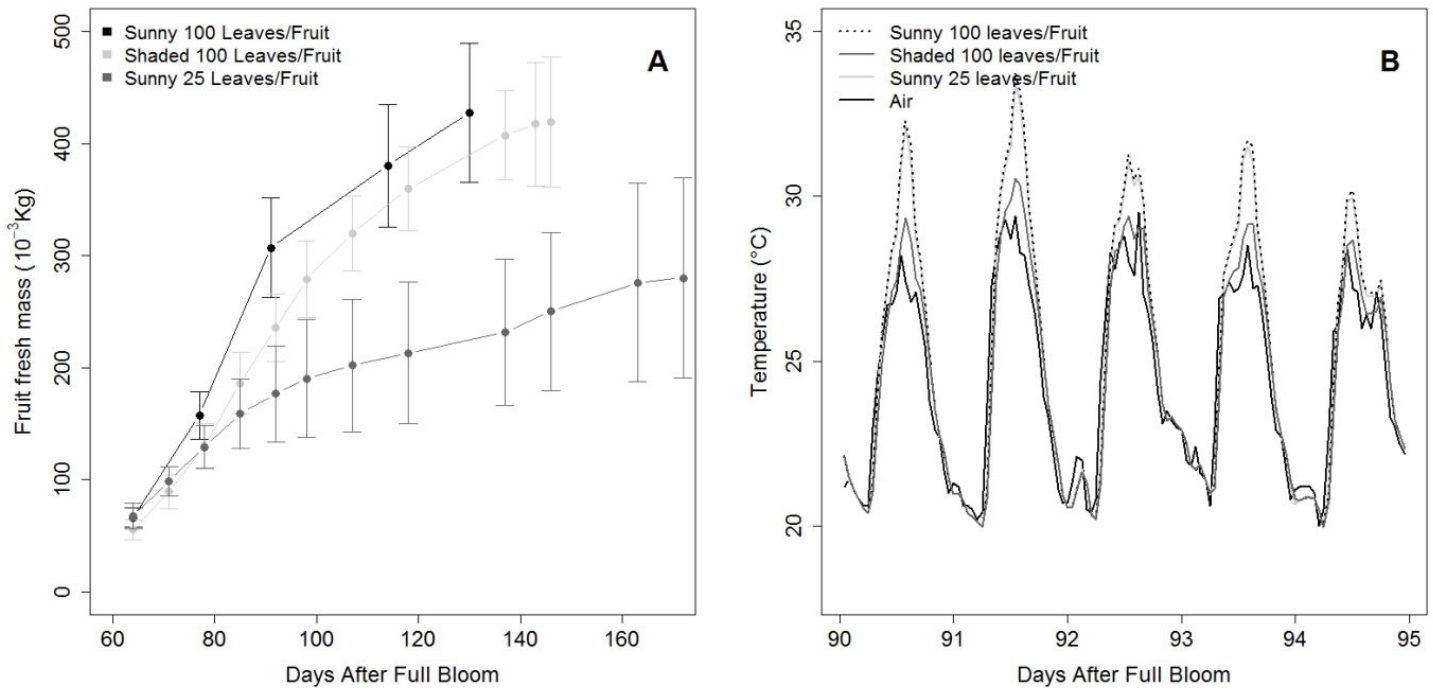 A
Sunny 100 Leaves/Fruit
Shaded 100 Leaves/Fruit
Sunny 25 Leaves/Fruit
Fruit fresh mass (10⁻³Kg)
500
400
300
200
100
0
60 80 100 120 140 160
Days After Full Bloom
B
Sunny 100 leaves/Fruit
Shaded 100 leaves/Fruit
Sunny 25 leaves/Fruit
Air
Temperature (°C)
35
30
25
20
90 91 92 93 94 95
Days After Full Bloom